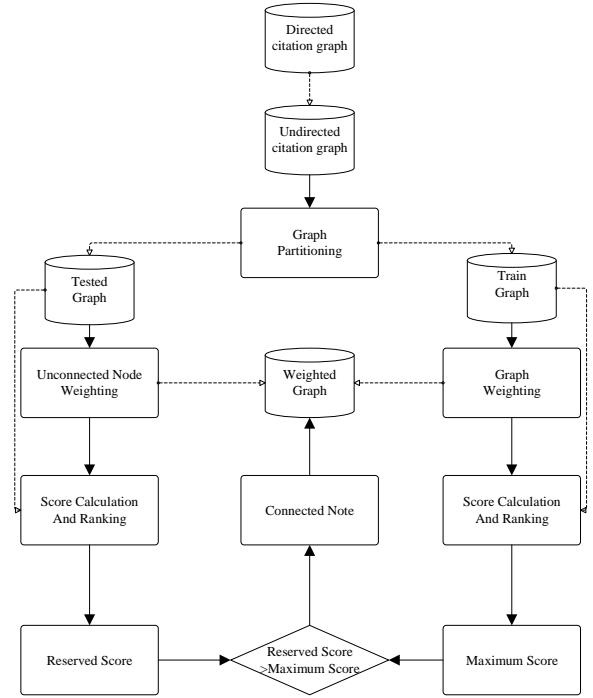 Directed
citation graph
Undirected
citation graph
Graph
Partitioning
Tested
Graph
Train
Graph
Unconnected Node
Weighting
Weighted
Graph
Graph
Weighting
Score Calculation
And Ranking
Connected Note
Score Calculation
And Ranking
Reserved Score
Reserved Score
>Maximum Score
Maximum Score